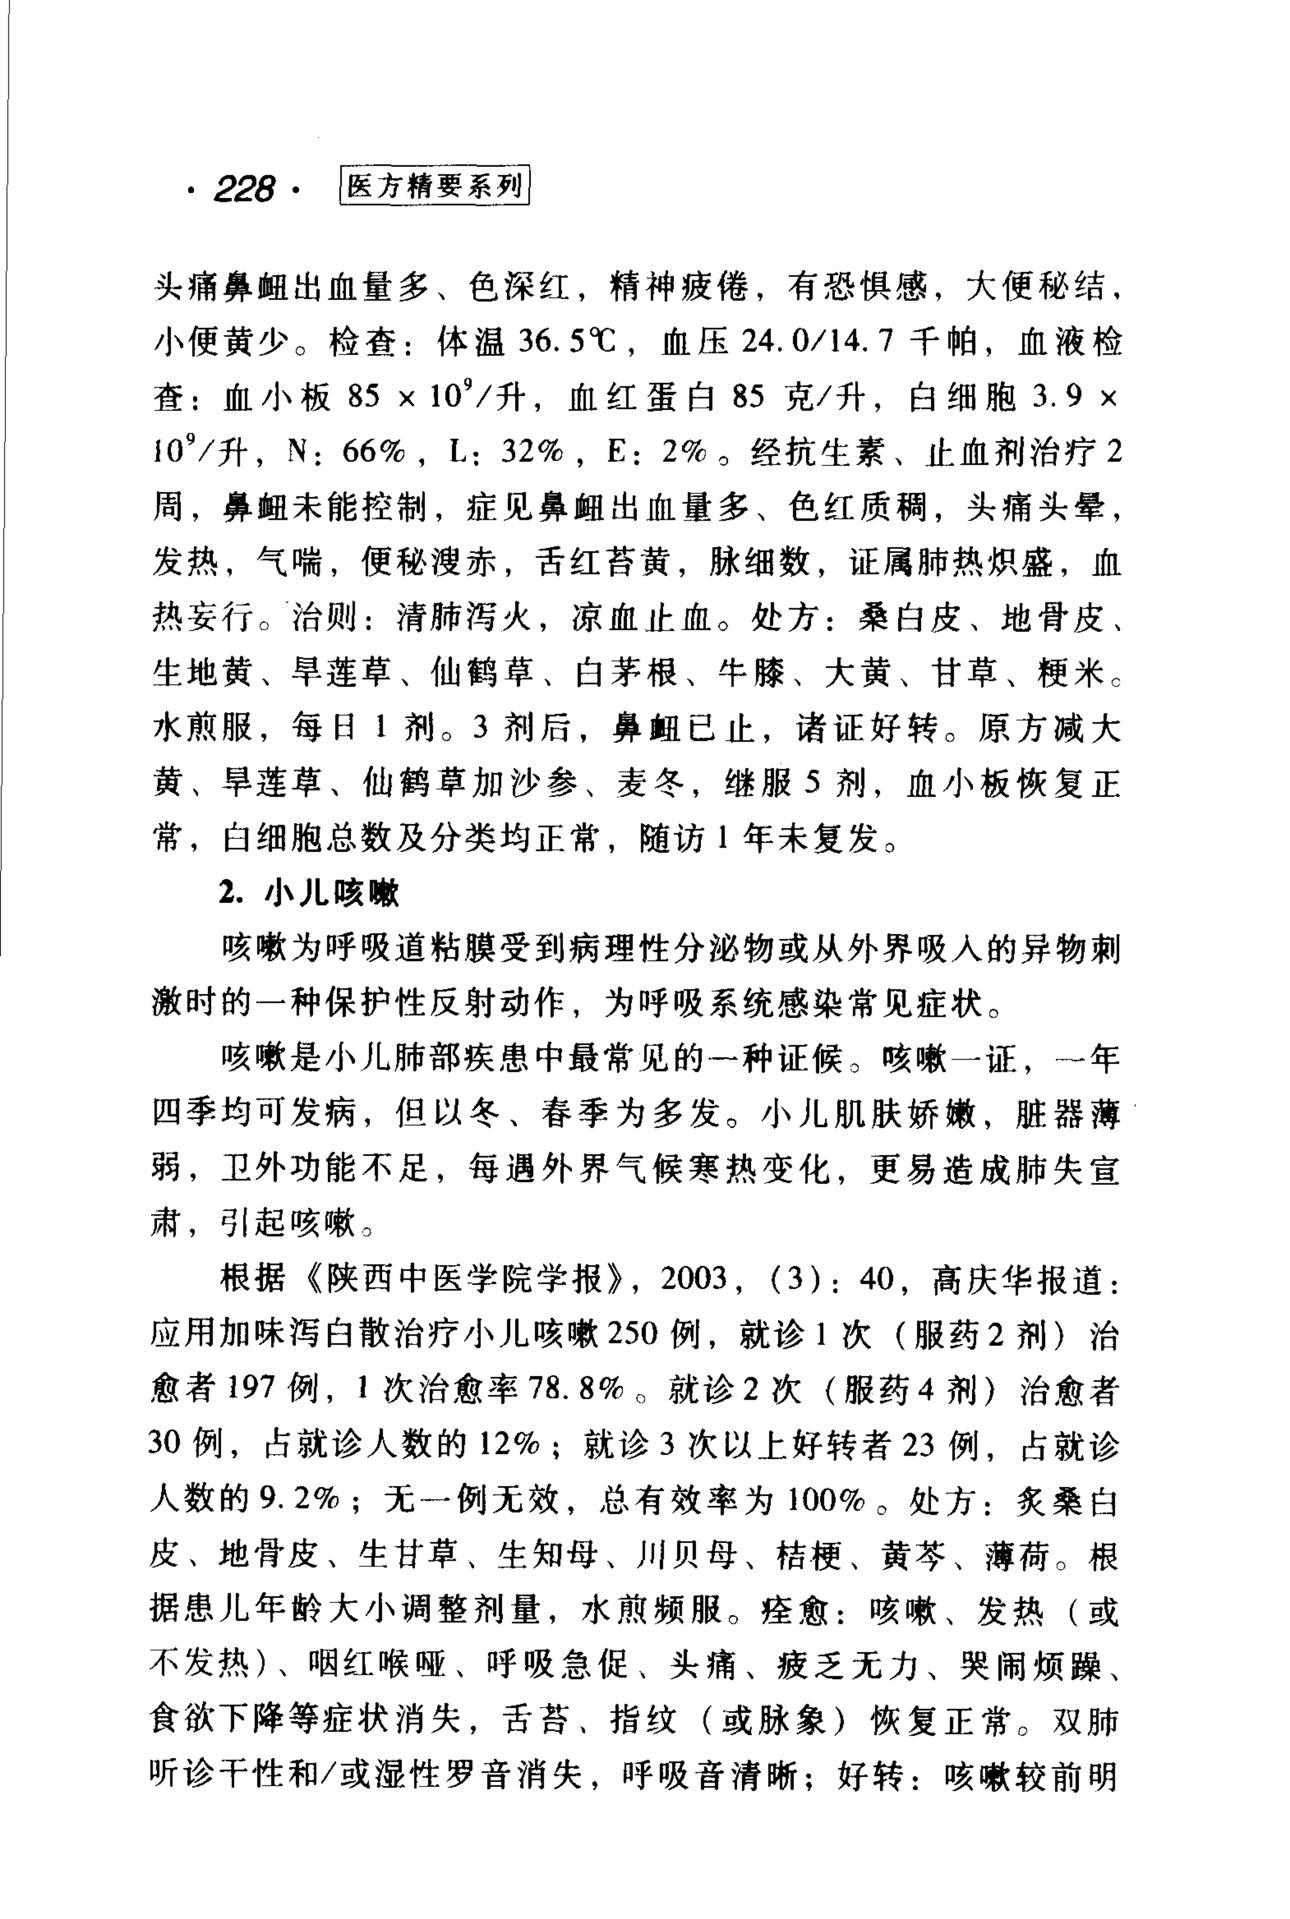 · 228 · 医方精要系列
头痛鼻衄出血量多、色深红，精神疲倦，有恐惧感，大便秘结，
小便黄少。检查：体温 36.5℃，血压 24.0/14.7 千帕，血液检
查：血小板 85 × 10⁹/升，血红蛋白 85 克/升，白细胞 3.9 ×
10⁹/升，N：66%，L：32%，E：2%。经抗生素、止血剂治疗 2
周，鼻衄未能控制，症见鼻衄出血量多、色红质稠，头痛头晕，
发热，气喘，便秘溲赤，舌红苔黄，脉细数，证属肺热炽盛，血
热妄行。治则：清肺泻火，凉血止血。处方：桑白皮、地骨皮、
生地黄、旱莲草、仙鹤草、白茅根、牛膝、大黄、甘草、粳米。
水煎服，每日 1 剂。3 剂后，鼻衄已止，诸证好转。原方减大
黄、旱莲草、仙鹤草加沙参、麦冬，继服 5 剂，血小板恢复正
常，白细胞总数及分类均正常，随访 1 年未复发。
2. 小儿咳嗽
咳嗽为呼吸道粘膜受到病理性分泌物或从外界吸入的异物刺
激时的一种保护性反射动作，为呼吸系统感染常见症状。
咳嗽是小儿肺部疾患中最常见的一种证候。咳嗽一证，一年
四季均可发病，但以冬、春季为多发。小儿肌肤娇嫩，脏器薄
弱，卫外功能不足，每遇外界气候寒热变化，更易造成肺失宣
肃，引起咳嗽。
根据《陕西中医学院学报》，2003，(3)：40，高庆华报道：
应用加味泻白散治疗小儿咳嗽 250 例，就诊 1 次（服药 2 剂）治
愈者 197 例，1 次治愈率 78.8%。就诊 2 次（服药 4 剂）治愈者
30 例，占就诊人数的 12%；就诊 3 次以上好转者 23 例，占就诊
人数的 9.2%；无一例无效，总有效率为 100%。处方：炙桑白
皮、地骨皮、生甘草、生知母、川贝母、桔梗、黄芩、薄荷。根
据患儿年龄大小调整剂量，水煎频服。痊愈：咳嗽、发热（或
不发热）、咽红喉哑、呼吸急促、头痛、疲乏无力、哭闹烦躁、
食欲下降等症状消失，舌苔、指纹（或脉象）恢复正常。双肺
听诊干性和/或湿性罗音消失，呼吸音清晰；好转：咳嗽较前明